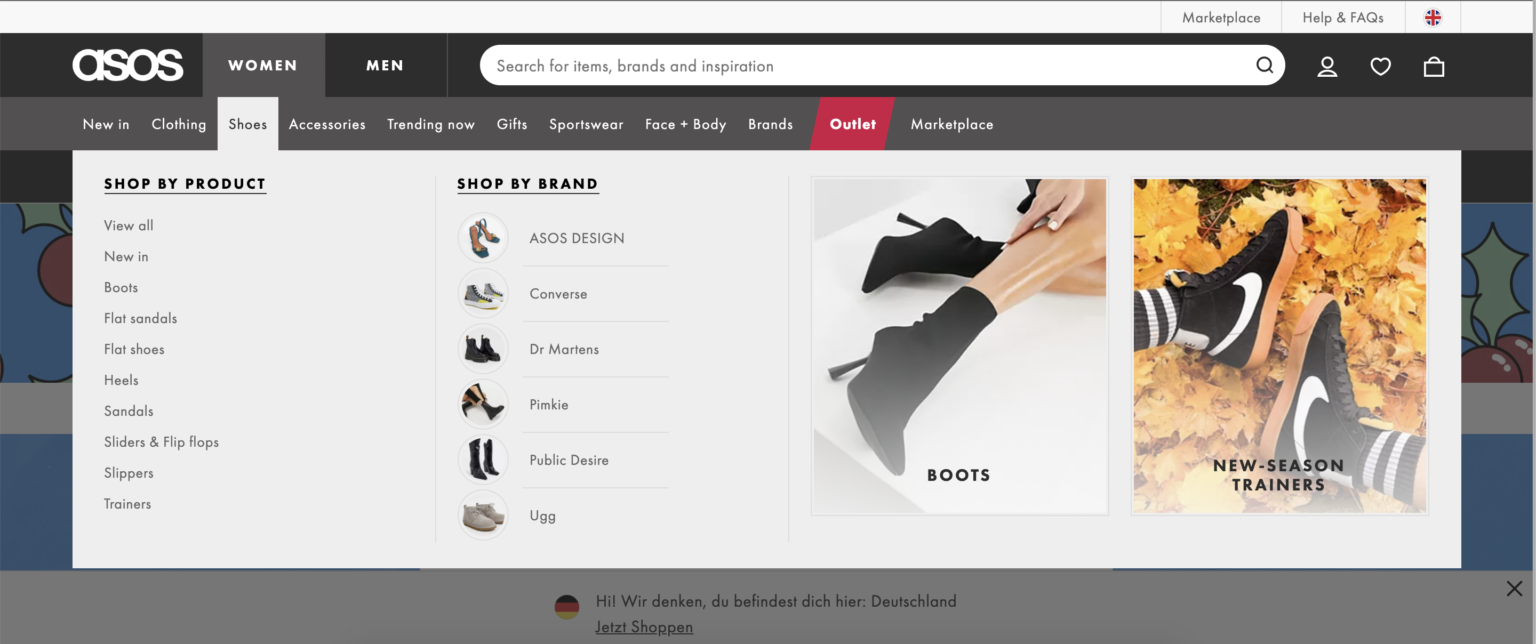 Marketplace
Help & FAQs
asos
WOMEN
MEN
Search for items, brands and inspiration
New in
Clothing
Shoes
Accessories
Trending now
Gifts
Sportswear
Face + Body
Brands
Outlet
Marketplace
SHOP BY PRODUCT
View all
New in
Boots
Flat sandals
Flat shoes
Heels
Sandals
Sliders & Flip flops
Slippers
Trainers
SHOP BY BRAND
ASOS DESIGN
Converse
Dr Martens
Pimkie
Public Desire
Ugg
BOOTS
NEW-SEASON
TRAINERS
Hi! Wir denken, du befindest dich hier: Deutschland
Jetzt Shoppen